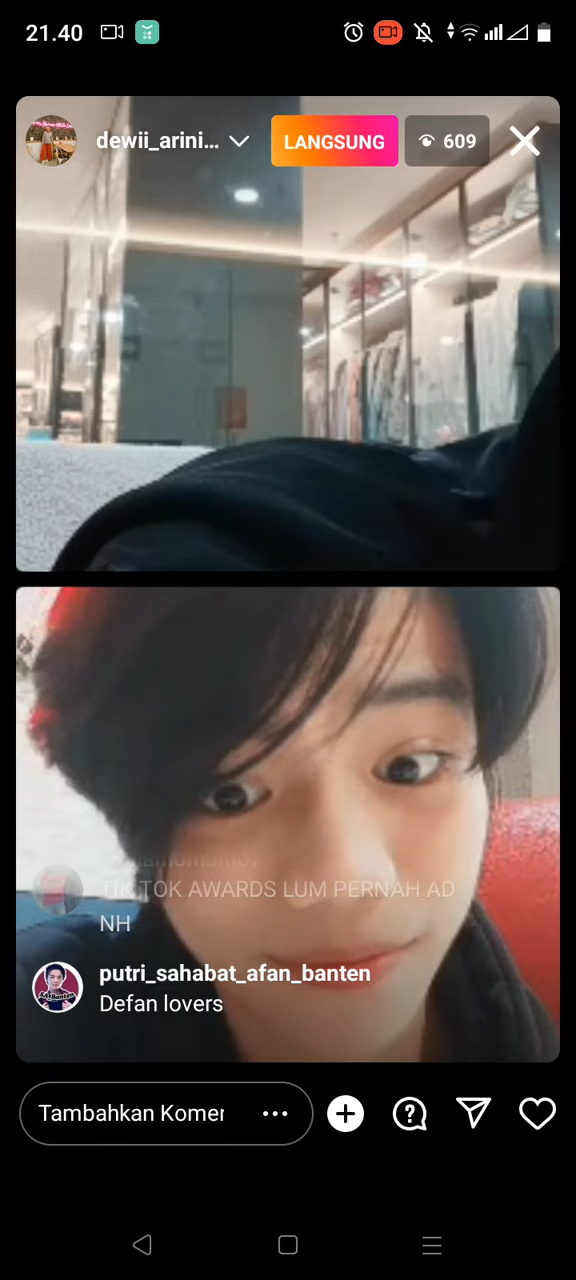 21.40
dewii_arini...
LANGSUNG
609
TIK TOK AWARDS LUM PERNAH AD
NH
putri_sahabat_afan_banten
Defan lovers
Tambahkan Komer